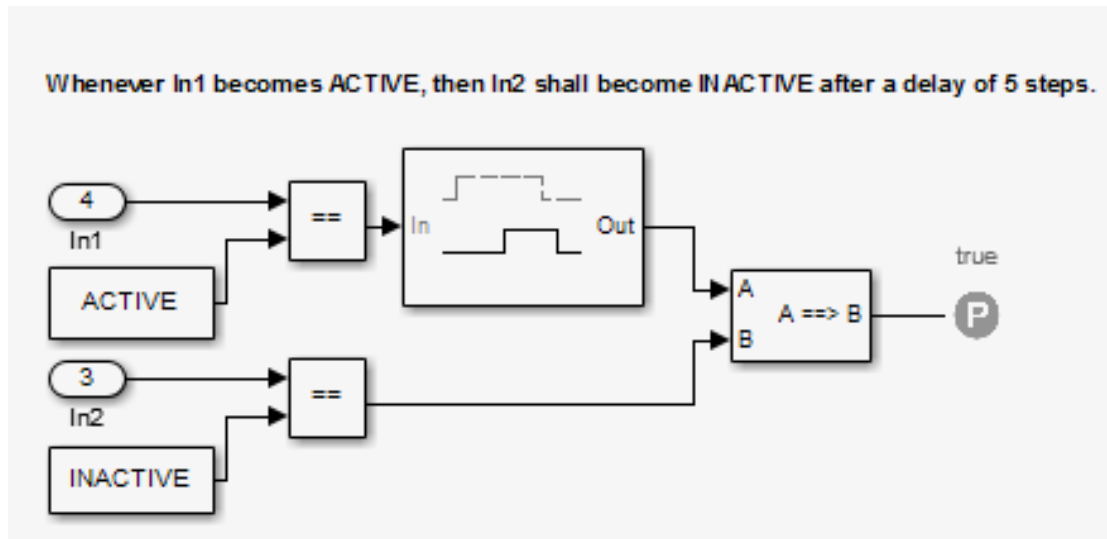 Whenever In1 becomes ACTIVE, then In2 shall become INACTIVE after a delay of 5 steps.
4
In1
ACTIVE
==
In
Out
3
In2
INACTIVE
==
A
B
A ==> B
true
P